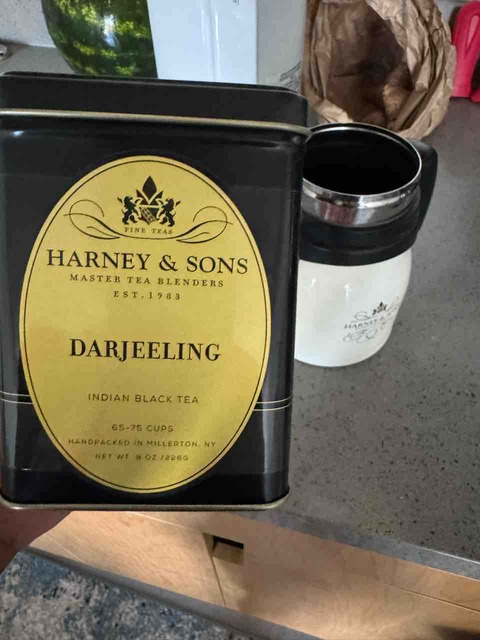 FINE TEAS
HARNEY & SONS
MASTER TEA BLENDERS
EST. 1983
DARJEELING
INDIAN BLACK TEA
65-75 CUPS
HANDPACKED IN MILLERTON, NY
NET WT. 8 OZ /226G
HARNEY &